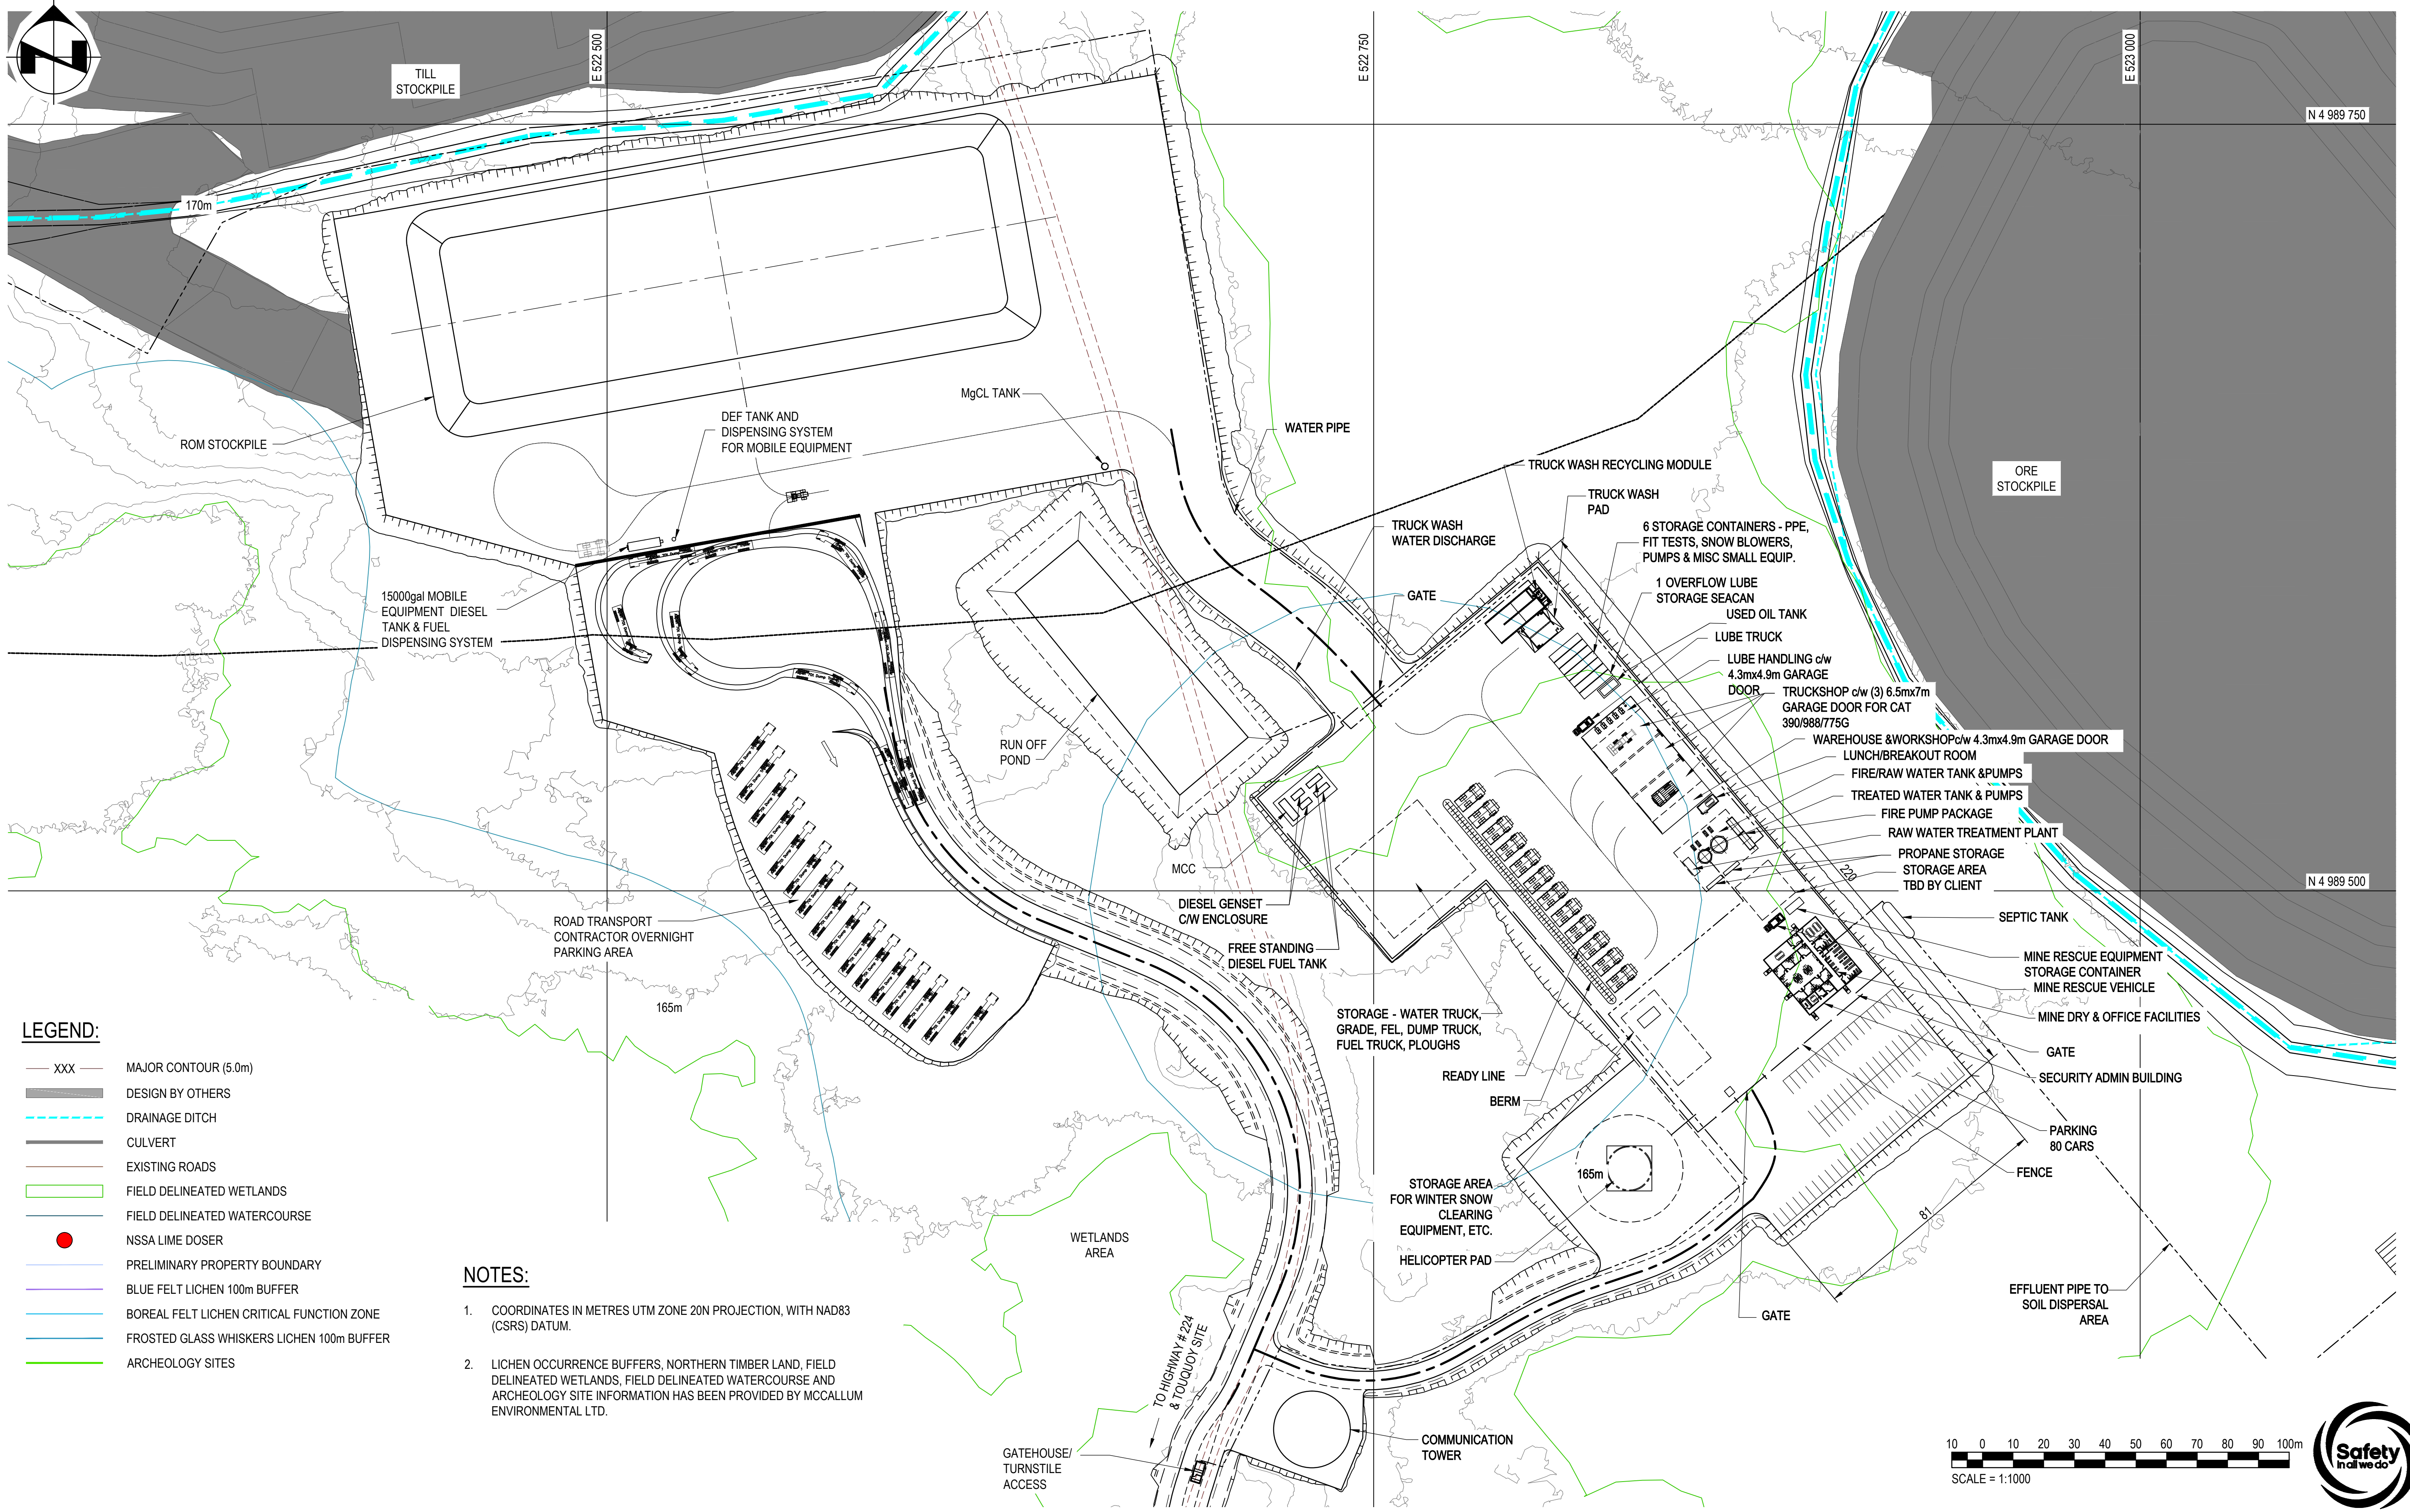 N
TILL
STOCKPILE
E 522 500
E 522 750
E 523 000
N 4 989 750
170m
ROM STOCKPILE
DEF TANK AND
DISPENSING SYSTEM
FOR MOBILE EQUIPMENT
MgCL TANK
WATER PIPE
TRUCK WASH RECYCLING MODULE
TRUCK WASH
PAD
ORE
STOCKPILE
TRUCK WASH
WATER DISCHARGE
6 STORAGE CONTAINERS - PPE,
FIT TESTS, SNOW BLOWERS,
PUMPS & MISC SMALL EQUIP.
1 OVERFLOW LUBE
STORAGE SEACAN
15000gal MOBILE
EQUIPMENT DIESEL
TANK & FUEL
DISPENSING SYSTEM
GATE
USED OIL TANK
LUBE TRUCK
LUBE HANDLING c/w
4.3mx4.9m GARAGE
DOOR
TRUCKSHOP c/w (3) 6.5mx7m
GARAGE DOOR FOR CAT
390/988/775G
WAREHOUSE &WORKSHOPc/w 4.3mx4.9m GARAGE DOOR
LUNCH/BREAKOUT ROOM
FIRE/RAW WATER TANK &PUMPS
TREATED WATER TANK & PUMPS
FIRE PUMP PACKAGE
RAW WATER TREATMENT PLANT
PROPANE STORAGE
STORAGE AREA
TBD BY CLIENT
RUN OFF
POND
MCC
220
N 4 989 500
DIESEL GENSET
C/W ENCLOSURE
SEPTIC TANK
ROAD TRANSPORT
CONTRACTOR OVERNIGHT
PARKING AREA
FREE STANDING
DIESEL FUEL TANK
MINE RESCUE EQUIPMENT
STORAGE CONTAINER
MINE RESCUE VEHICLE
165m
STORAGE - WATER TRUCK,
GRADE, FEL, DUMP TRUCK,
FUEL TRUCK, PLOUGHS
MINE DRY & OFFICE FACILITIES
GATE
READY LINE
SECURITY ADMIN BUILDING
BERM
PARKING
80 CARS
165m
FENCE
STORAGE AREA
FOR WINTER SNOW
CLEARING
EQUIPMENT, ETC.
81
WETLANDS
AREA
HELICOPTER PAD
GATE
EFFLUENT PIPE TO
SOIL DISPERSAL
AREA
LEGEND:
XXX MAJOR CONTOUR (5.0m)
DESIGN BY OTHERS
DRAINAGE DITCH
CULVERT
EXISTING ROADS
FIELD DELINEATED WETLANDS
FIELD DELINEATED WATERCOURSE
NSSA LIME DOSER
PRELIMINARY PROPERTY BOUNDARY
BLUE FELT LICHEN 100m BUFFER
BOREAL FELT LICHEN CRITICAL FUNCTION ZONE
FROSTED GLASS WHISKERS LICHEN 100m BUFFER
ARCHEOLOGY SITES
NOTES:
1. COORDINATES IN METRES UTM ZONE 20N PROJECTION, WITH NAD83
(CSRS) DATUM.
2. LICHEN OCCURRENCE BUFFERS, NORTHERN TIMBER LAND, FIELD
DELINEATED WETLANDS, FIELD DELINEATED WATERCOURSE AND
ARCHEOLOGY SITE INFORMATION HAS BEEN PROVIDED BY MCCALLUM
ENVIRONMENTAL LTD.
TO HIGHWAY # 224
& TOUQUOY SITE
GATEHOUSE/
TURNSTILE
ACCESS
COMMUNICATION
TOWER
10 0 10 20 30 40 50 60 70 80 90 100m
SCALE = 1:1000
Safety
in all we do